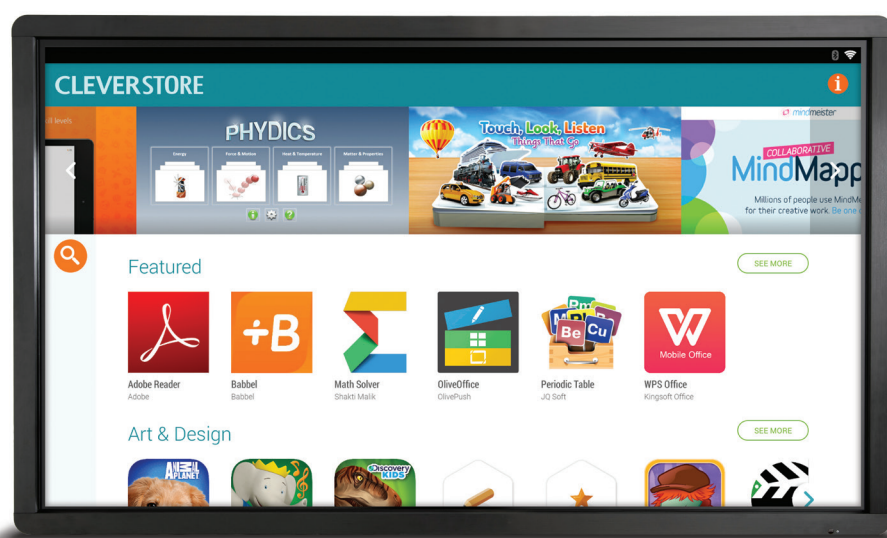 CLEVERSTORE
i
ill levels
PHYDICS
Energy
Force & Motion
Heat & Temperature
Matter & Properties
i
?
Touch, Look, Listen
Things That Go
mindmeister
COLLABORATIVE
MindMapp
Millions of people use MindMe
for their creative work. Be one
Featured
SEE MORE
÷B
Be
Cu
Mobile Office
Adobe Reader
Adobe
Babbel
Babbel
Math Solver
Shakti Malik
OliveOffice
OlivePush
Periodic Table
JQ Soft
WPS Office
Kingsoft Office
Art & Design
SEE MORE
ANIMAL
PLANET
Discovery
KIDS